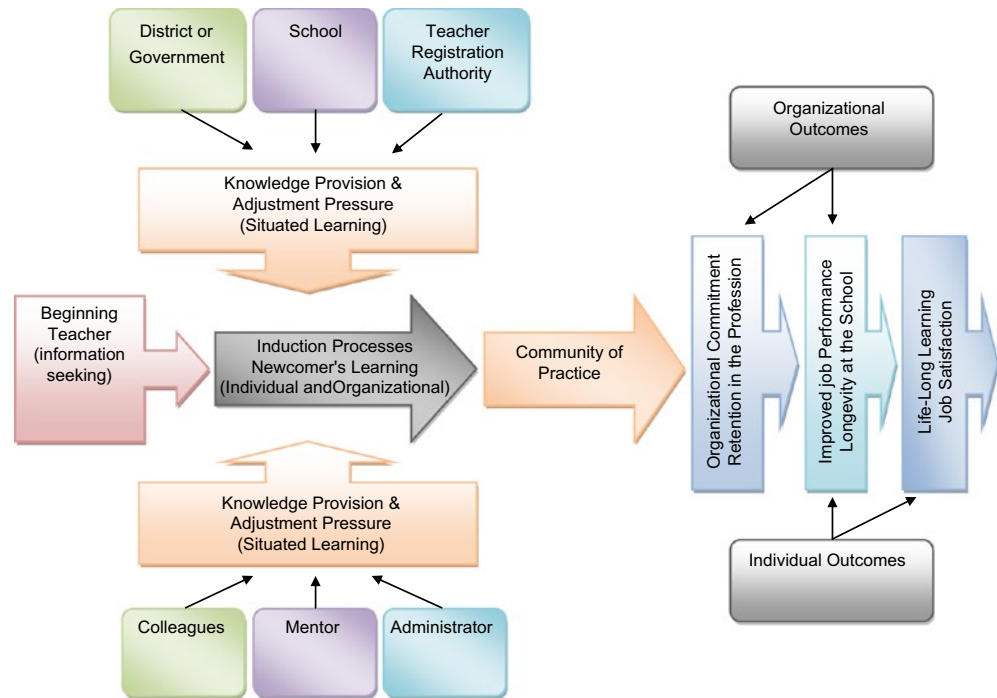 District or
Government
School
Teacher
Registration
Authority
Organizational
Outcomes
Knowledge Provision &
Adjustment Pressure
(Situated Learning)
Beginning
Teacher
(information
seeking)
Induction Processes
Newcomer's Learning
(Individual andOrganizational)
Community of
Practice
Organizational Commitment
Retention in the Profession
Improved job Performance
Longevity at the School
Life-Long Learning
Job Satisfaction
Knowledge Provision &
Adjustment Pressure
(Situated Learning)
Individual Outcomes
Colleagues
Mentor
Administrator